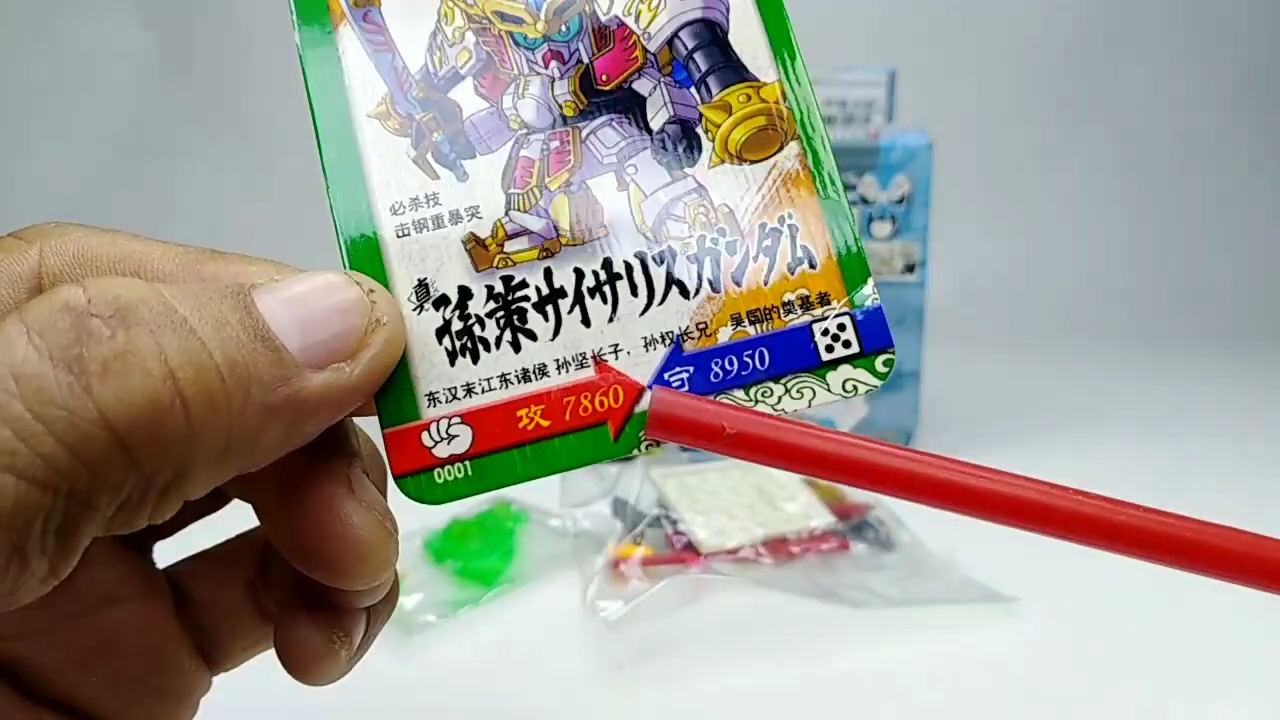 必杀技
击钢重暴突
真
孫策サイサリスガンダム
东汉末江东诸侯 孙坚长子，孙权长兄，吴国的奠基者
攻 7860
守 8950
0001